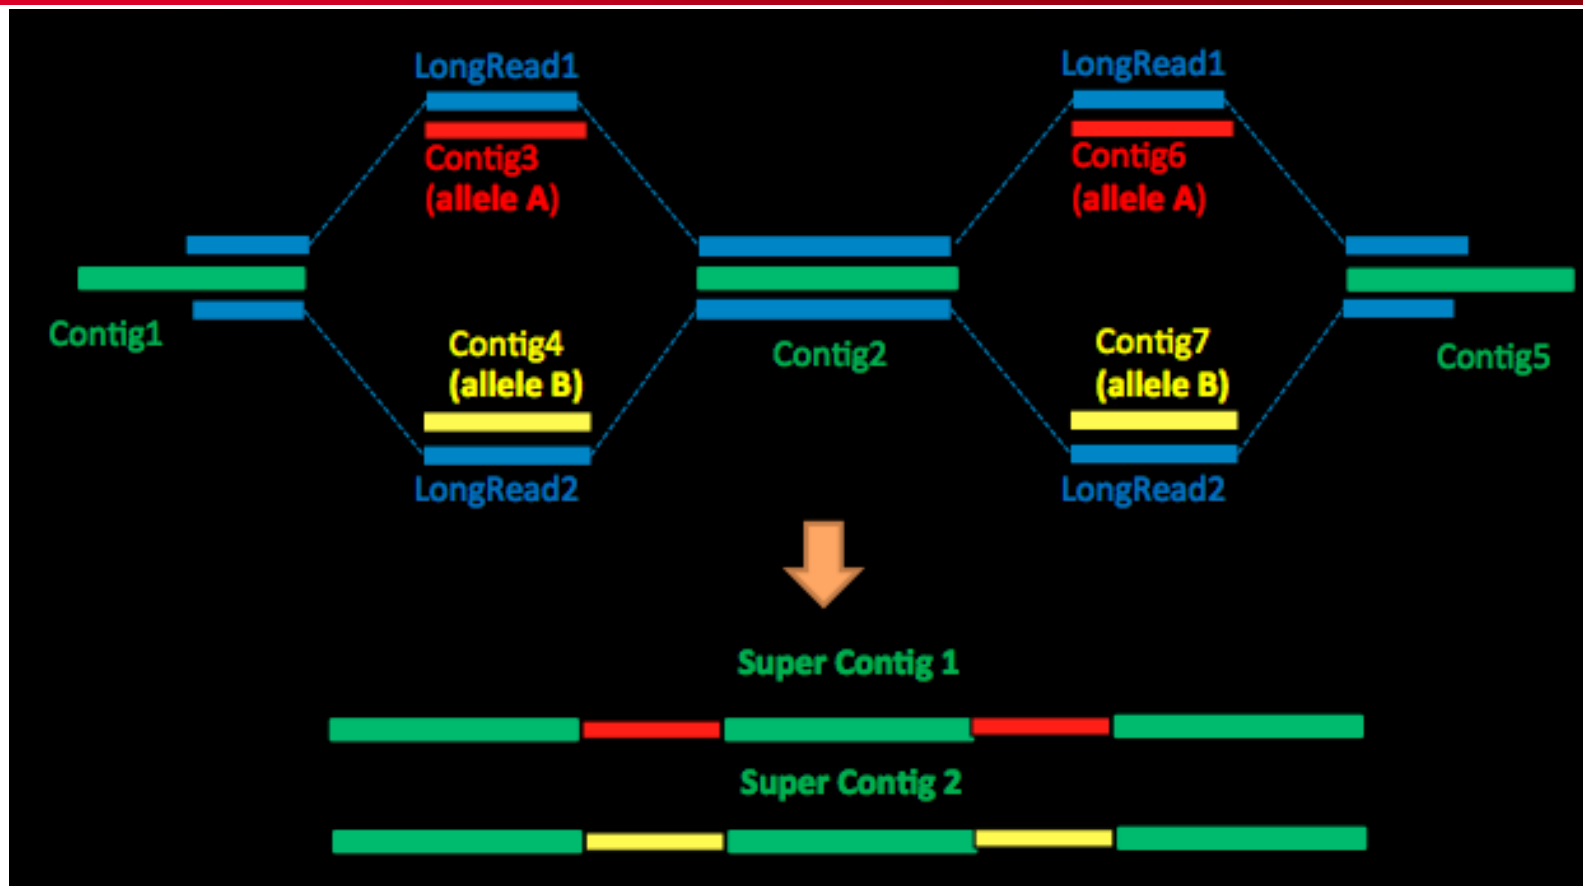 LongRead1
LongRead1
Contig3
(allele A)
Contig6
(allele A)
Contig1
Contig4
(allele B)
Contig2
Contig7
(allele B)
Contig5
LongRead2
LongRead2
Super Contig 1
Super Contig 2